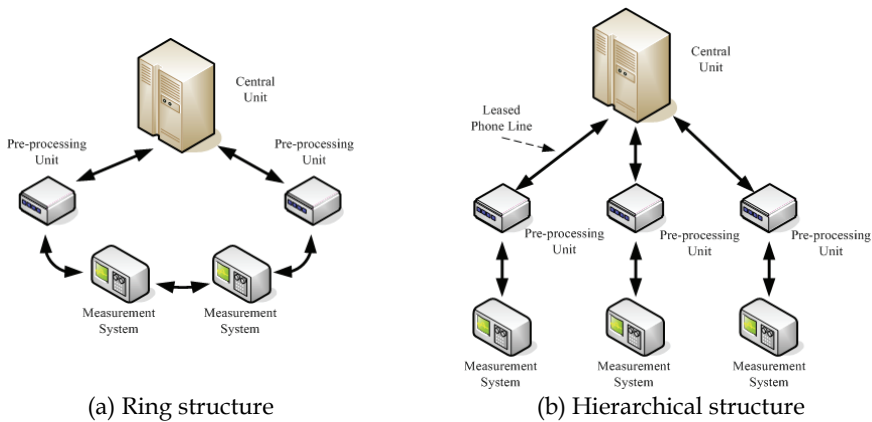 Central
Unit
Pre-processing
Unit
Pre-processing
Unit
Measurement
System
Measurement
System
(a) Ring structure
Central
Unit
Leased
Phone Line
Pre-processing
Unit
Pre-processing
Unit
Pre-processing
Unit
Measurement
System
Measurement
System
Measurement
System
(b) Hierarchical structure